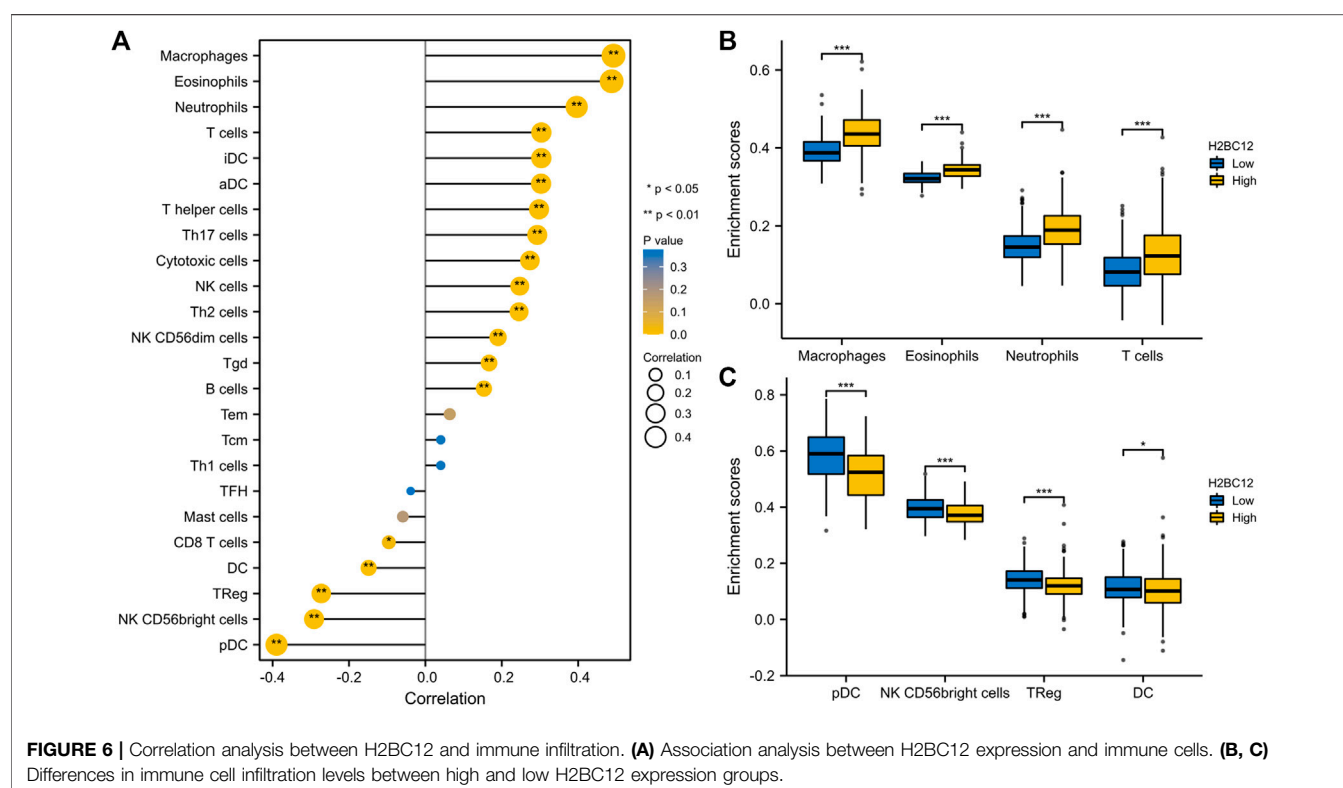 A
Macrophages
Eosinophils
Neutrophils
T cells
iDC
aDC
T helper cells
Th17 cells
Cytotoxic cells
NK cells
Th2 cells
NK CD56dim cells
Tgd
B cells
Tem
Tcm
Th1 cells
TFH
Mast cells
CD8 T cells
DC
TReg
NK CD56bright cells
pDC
**
**
**
**
**
**
**
**
**
**
**
**
**
**
*
**
**
**
**
-0.4 -0.2 0.0 0.2 0.4
Correlation
* p < 0.05
** p < 0.01
P value
0.3
0.2
0.1
0.0
Correlation
0.1
0.2
0.3
0.4
B
Enrichment scores
0.6
0.4
0.2
0.0
*** *** *** ***
Macrophages Eosinophils Neutrophils T cells
H2BC12
Low
High
C
Enrichment scores
0.8
0.6
0.4
0.2
0.0
-0.2
*** *** *** *
pDC NK CD56bright cells TReg DC
H2BC12
Low
High
FIGURE 6 | Correlation analysis between H2BC12 and immune infiltration. (A) Association analysis between H2BC12 expression and immune cells. (B, C)
Differences in immune cell infiltration levels between high and low H2BC12 expression groups.